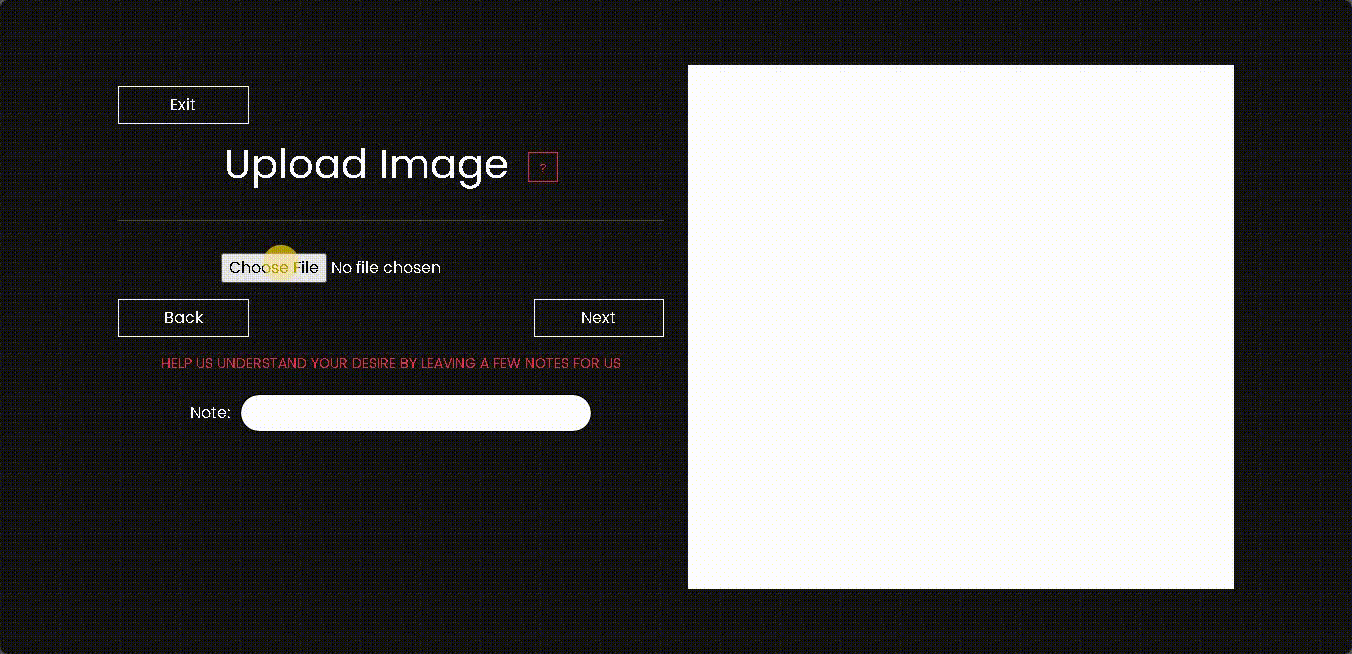 Exit
Upload Image ?
Choose File No file chosen
Back
Next
HELP US UNDERSTAND YOUR DESIRE BY LEAVING A FEW NOTES FOR US
Note: